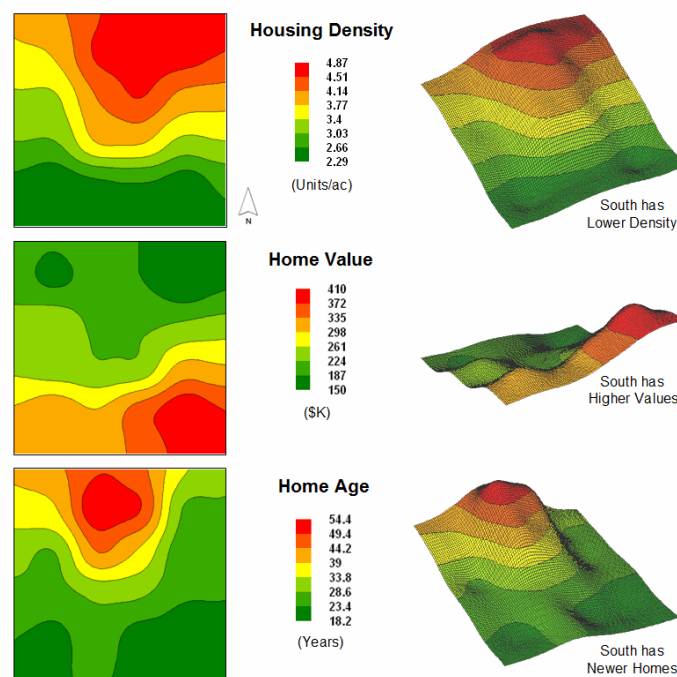 Housing Density
4.87
4.51
4.14
3.77
3.4
3.03
2.66
2.29
(Units/ac)
N
South has
Lower Density
Home Value
410
372
335
298
261
224
187
150
($K)
South has
Higher Values
Home Age
54.4
49.4
44.2
39
33.8
28.6
23.4
18.2
(Years)
South has
Newer Homes